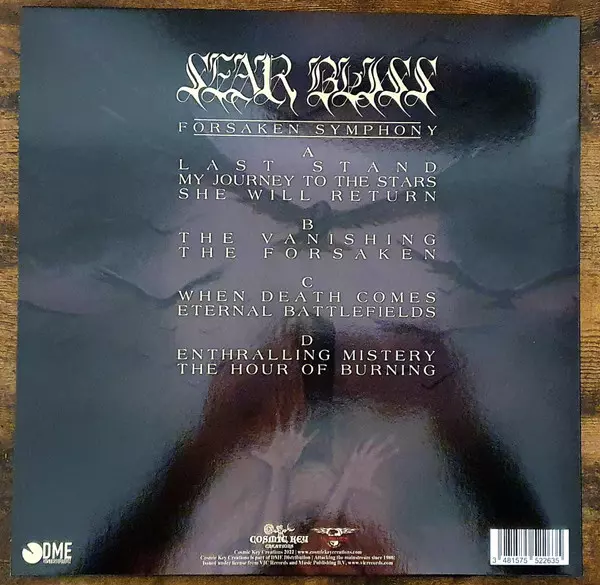 SEAR BLISS
FORSAKEN SYMPHONY
A
LAST STAND
MY JOURNEY TO THE STARS
SHE WILL RETURN
B
THE VANISHING
THE FORSAKEN
C
WHEN DEATH COMES
ETERNAL BATTLEFIELDS
D
ENTHRALLING MISTERY
THE HOUR OF BURNING
DME
COSMIC KEY
CREATIONS
Cosmic Key Creations 2021 | www.cosmickeycreations.com
Cosmic Key Creations is part of DME Distribution | Attacking the mainstream since 1988!
Issued under license from VIC Records and Music Publishing B.V., www.vicrecords.com
3 481575 522635